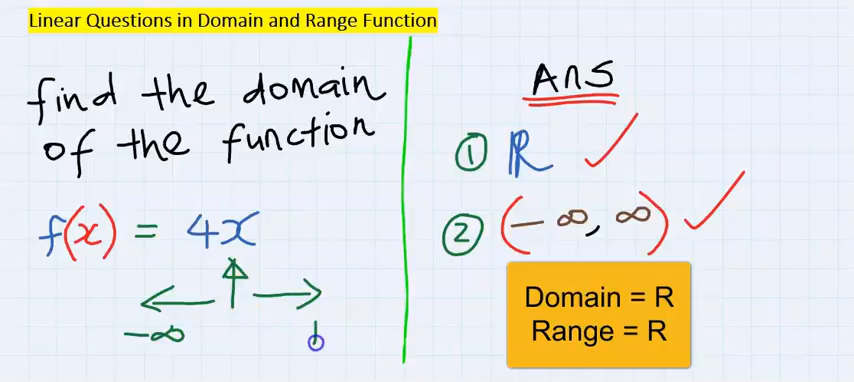 Linear Questions in Domain and Range Function
find the domain
of the function
f(x) = 4x
-∞
Ans
① ℝ
② (-∞, ∞)
Domain = R
Range = R